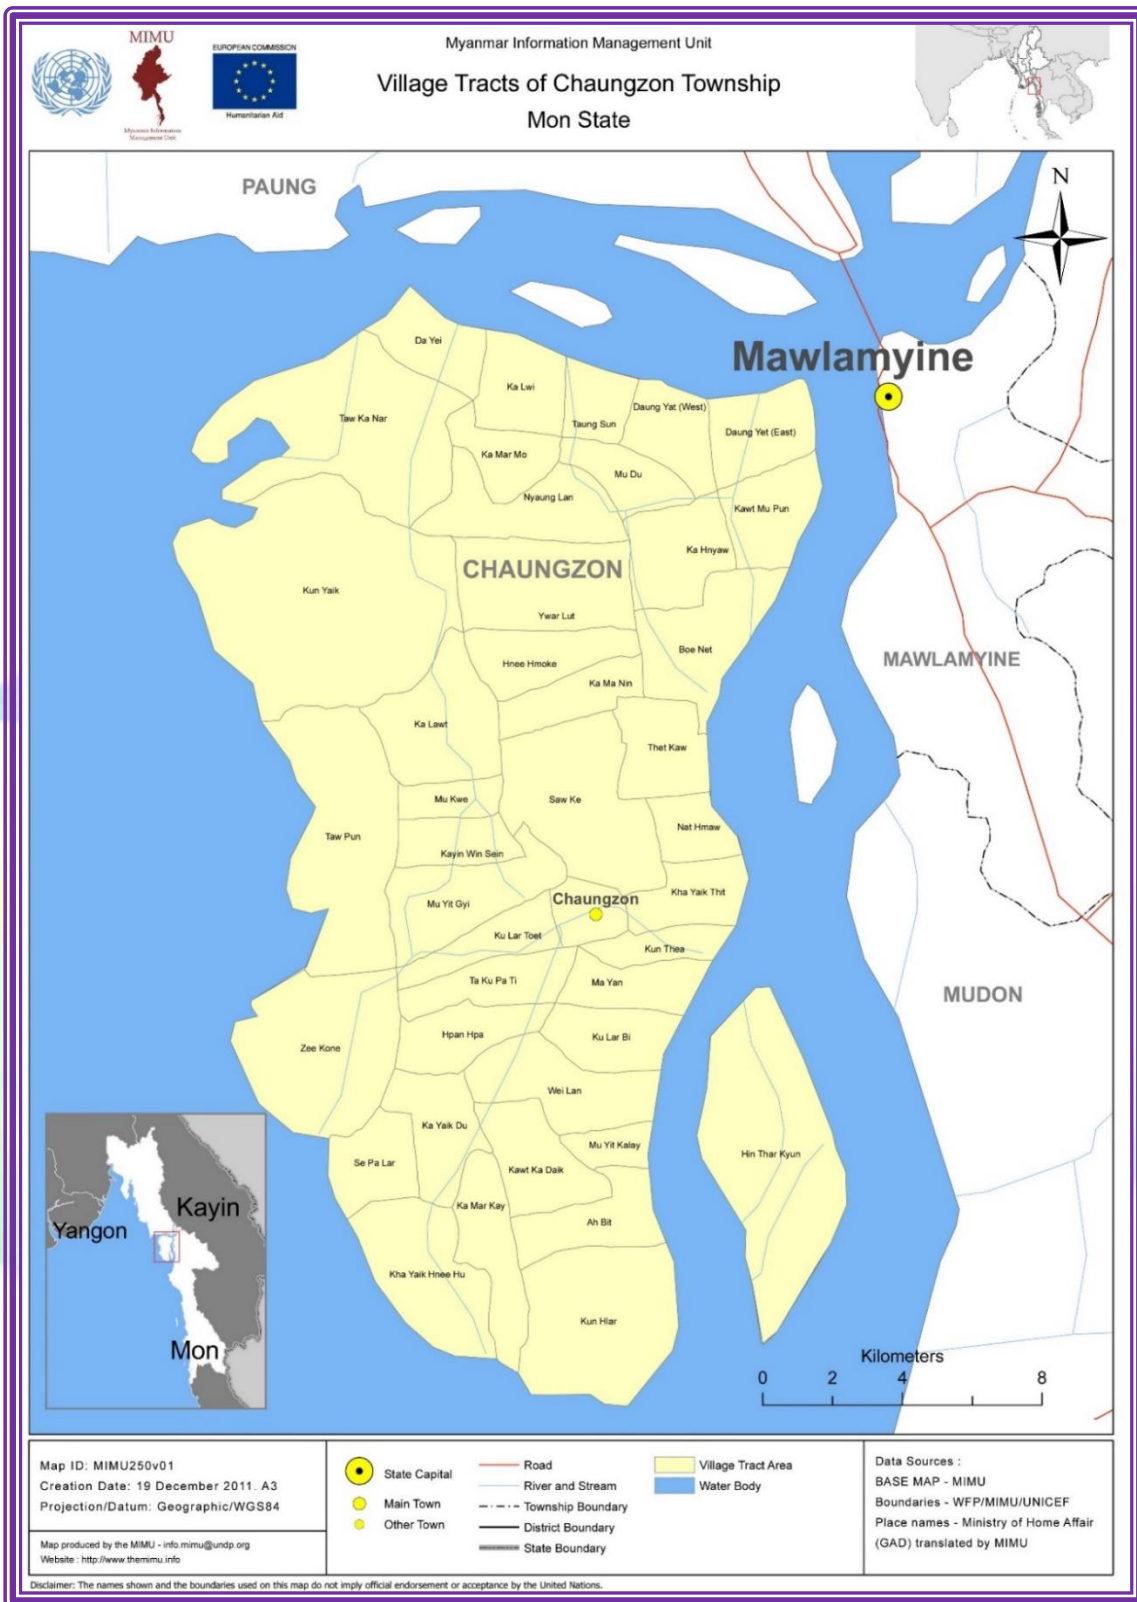 MIMU
Myanmar Information
Management Unit
EUROPEAN COMMISSION
Humanitarian Aid
Myanmar Information Management Unit
Village Tracts of Chaungzon Township
Mon State
PAUNG
N
Mawlamyine
Da Yei
Ka Lwi
Taw Ka Nar
Taung Sun
Daung Yat (West)
Daung Yet (East)
Ka Mar Mo
Mu Du
Nyaung Lan
Kawt Mu Pun
Ka Hnyaw
CHAUNGZON
Kun Yaik
Ywar Lut
Boe Net
MAWLAMYINE
Hnee Hmoke
Ka Ma Nin
Ka Lawt
Thet Kaw
Mu Kwe
Saw Ke
Taw Pun
Nat Hmaw
Kayin Win Sein
Kha Yaik Thit
Mu Yit Gyi
Chaungzon
Ku Lar Toet
Kun Thea
Ta Ku Pa Ti
Ma Yan
MUDON
Hpan Hpa
Ku Lar Bi
Zee Kone
Wei Lan
Ka Yaik Du
Mu Yit Kalay
Se Pa Lar
Kawt Ka Daik
Hin Thar Kyun
Ka Mar Kay
Ah Bit
Kha Yaik Hnee Hu
Kun Hlar
Kayin
Yangon
Mon
Kilometers
0 2 4 8
Map ID: MIMU250v01
Creation Date: 19 December 2011. A3
Projection/Datum: Geographic/WGS84
Map produced by the MIMU - info.mimu@undp.org
Website : http://www.themimu.info
State Capital
Main Town
Other Town
Road
River and Stream
Township Boundary
District Boundary
State Boundary
Village Tract Area
Water Body
Data Sources :
BASE MAP - MIMU
Boundaries - WFP/MIMU/UNICEF
Place names - Ministry of Home Affair
(GAD) translated by MIMU
Disclaimer: The names shown and the boundaries used on this map do not imply official endorsement or acceptance by the United Nations.